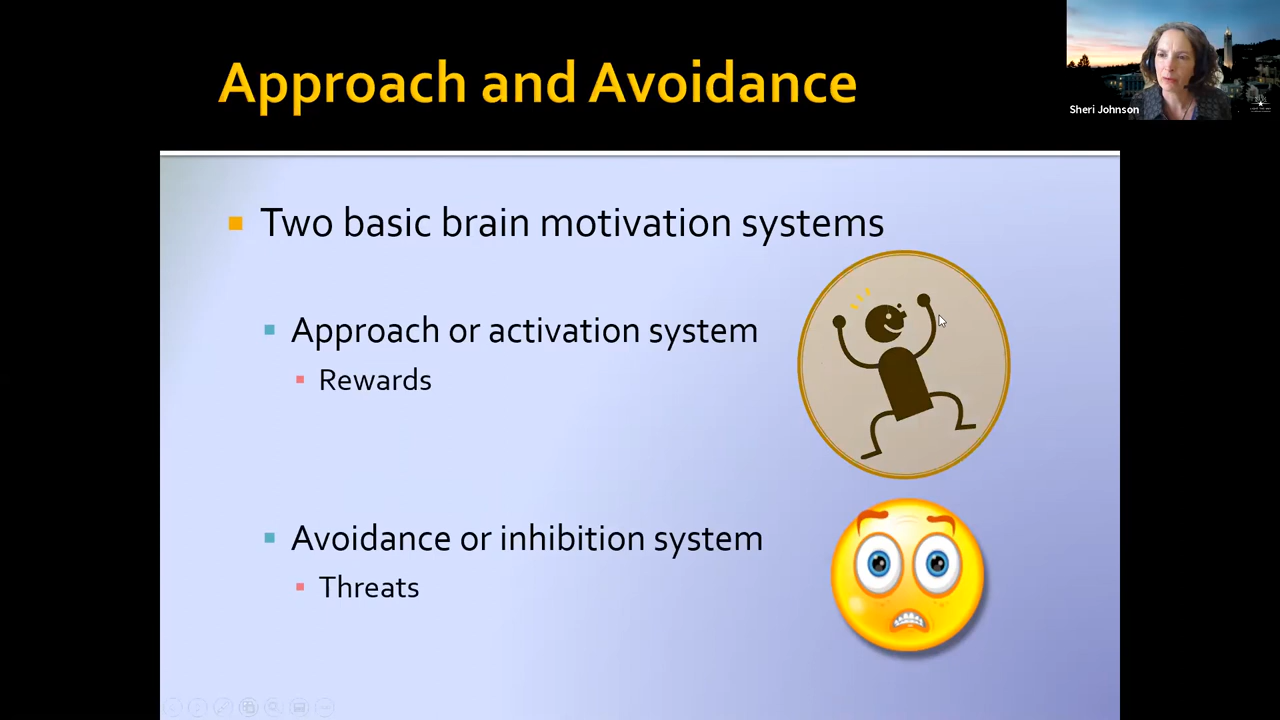 Approach and Avoidance
Sheri Johnson
Two basic brain motivation systems
Approach or activation system
Rewards
Avoidance or inhibition system
Threats